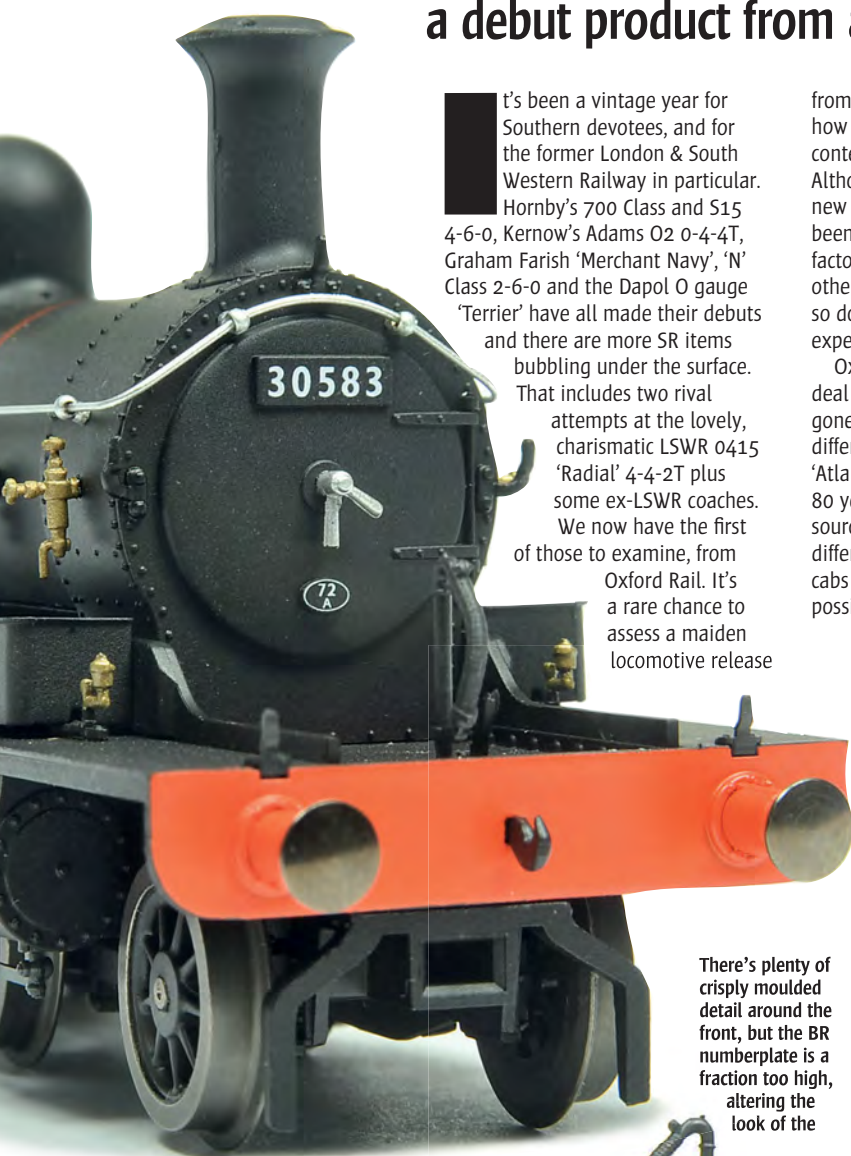 a debut product from a
t's been a vintage year for
Southern devotees, and for
the former London & South
Western Railway in particular.
Hornby's 700 Class and S15
4-6-0, Kernow's Adams O2 0-4-4T,
Graham Farish 'Merchant Navy', 'N'
Class 2-6-0 and the Dapol O gauge
'Terrier' have all made their debuts
and there are more SR items
bubbling under the surface.
That includes two rival
attempts at the lovely,
charismatic LSWR 0415
'Radial' 4-4-2T plus
some ex-LSWR coaches.
We now have the first
of those to examine, from
Oxford Rail. It's
a rare chance to
assess a maiden
locomotive release
from
how
conte
Altho
new
been
facto
othe
so do
expe
Ox
deal
gone
differ
'Atla
80 ye
sourc
differ
cabs
possi
30583
72
A
There's plenty of
crisply moulded
detail around the
front, but the BR
numberplate is a
fraction too high,
altering the
look of the